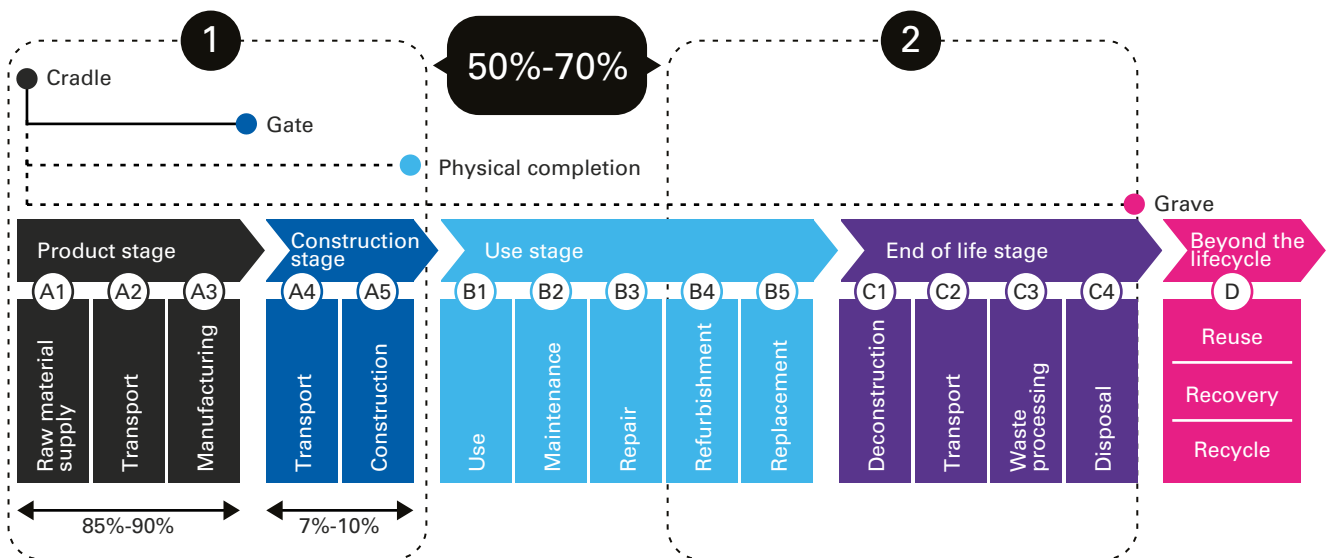 1
50%-70%
2
Cradle
Gate
Physical completion
Grave
Product stage
Construction
stage
Use stage
End of life stage
Beyond the
lifecycle
A1
A2
A3
A4
A5
B1
B2
B3
B4
B5
C1
C2
C3
C4
D
Raw material
supply
Transport
Manufacturing
Transport
Construction
Use
Maintenance
Repair
Refurbishment
Replacement
Deconstruction
Transport
Waste
processing
Disposal
Reuse
Recovery
Recycle
85%-90%
7%-10%